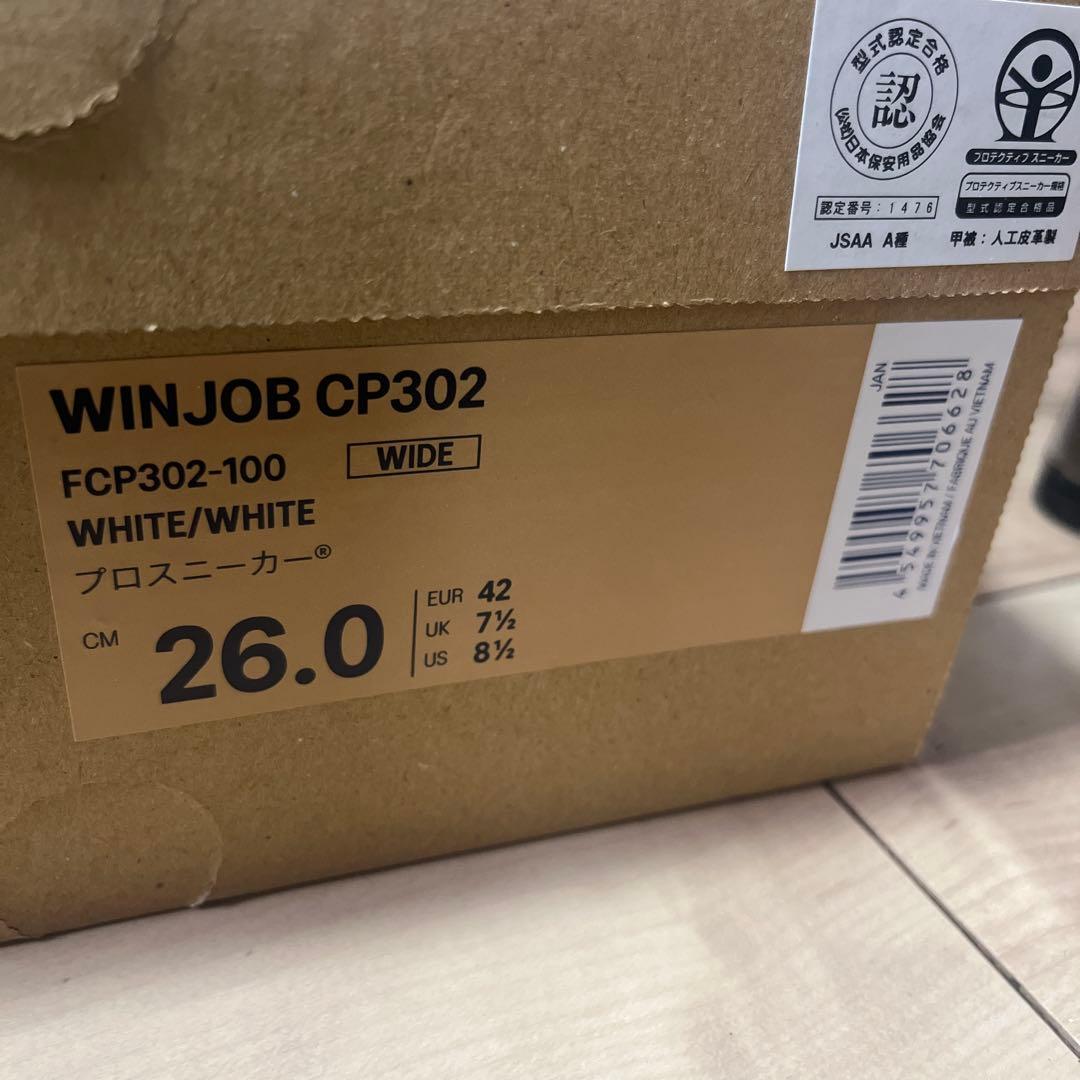 型式認定合格
認
(公社)日本保安用品協会
プロテクティブ スニーカー
プロテクティブスニーカー規格
型式認定合格品
認定番号:1476
JSAA A種
甲被:人工皮革製
WINJOB CP302
FCP302-100
WIDE
WHITE/WHITE
プロスニーカー®
CM 26.0
EUR 42
UK 7½
US 8½
JAN
4549957706628
MADE IN VIETNAM / FABRIQUE AU VIETNAM